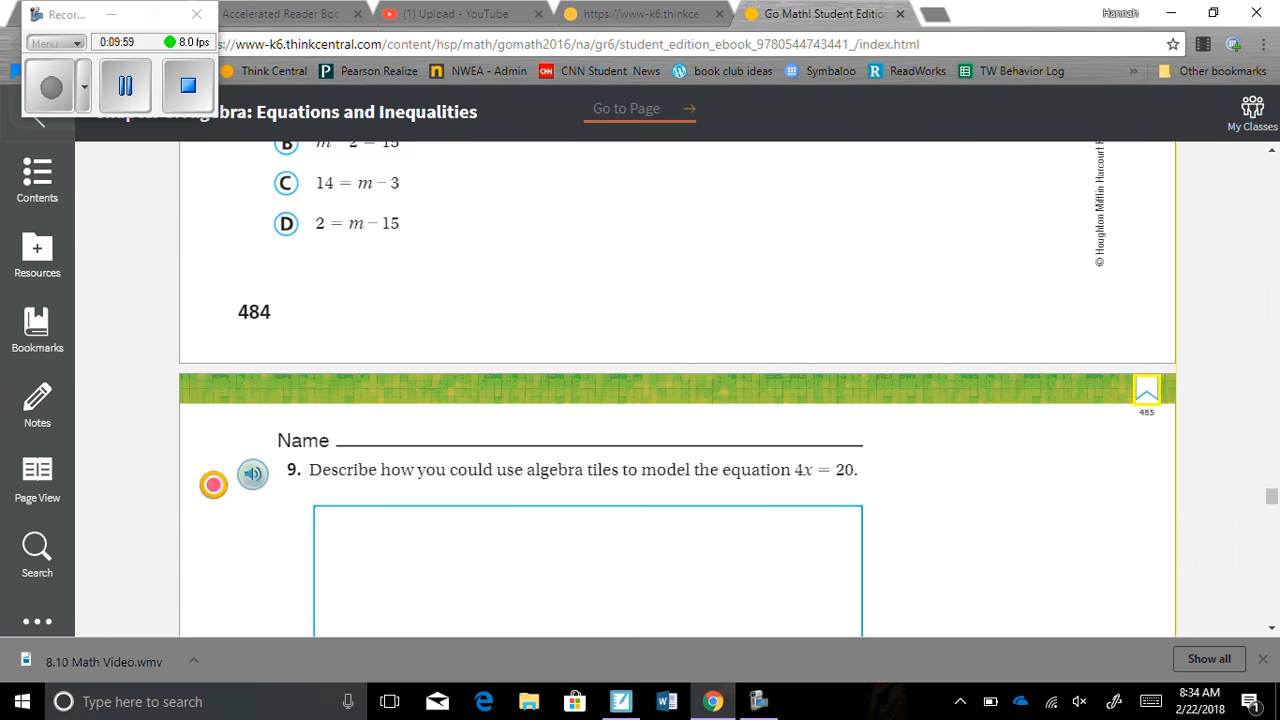 Recor...
Menu
0:09:59
8.0 fps
Accelerated Reader Boo
(1) Upload - YouTube
https://www-k6.thinkce
Go Math! Student Editio
Hannah
://www-k6.thinkcentral.com/content/hsp/math/gomath2016/na/gr6/student_edition_ebook_9780544743441_/index.html
Think Central
Pearson Realize
NWEA - Admin
CNN Student News
book club ideas
Symbaloo
ReadWorks
TW Behavior Log
»
Other bookmarks
bra: Equations and Inequalities
Go to Page →
My Classes
Contents
Resources
Bookmarks
Notes
Page View
Search
B m − 2 = 15
C 14 = m − 3
D 2 = m − 15
© Houghton Mifflin Harcourt
484
485
Name
9. Describe how you could use algebra tiles to model the equation 4x = 20.
8.10 Math Video.wmv
Show all
Type here to search
8:34 AM
2/22/2018
1